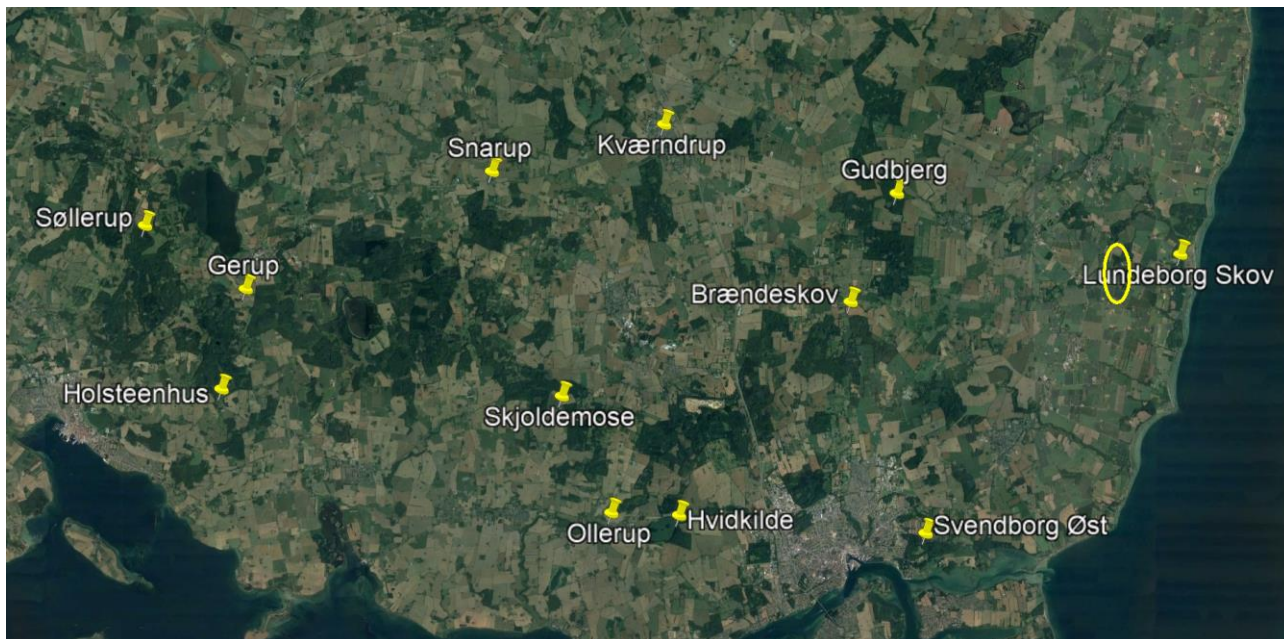 Kværndrup
Snarup
Gudbjerg
Søllerup
Gerup
Lundeborg Skov
Brændeskov
Holsteenhus
Skjoldemose
Ollerup
Hvidkilde
Svendborg Øst